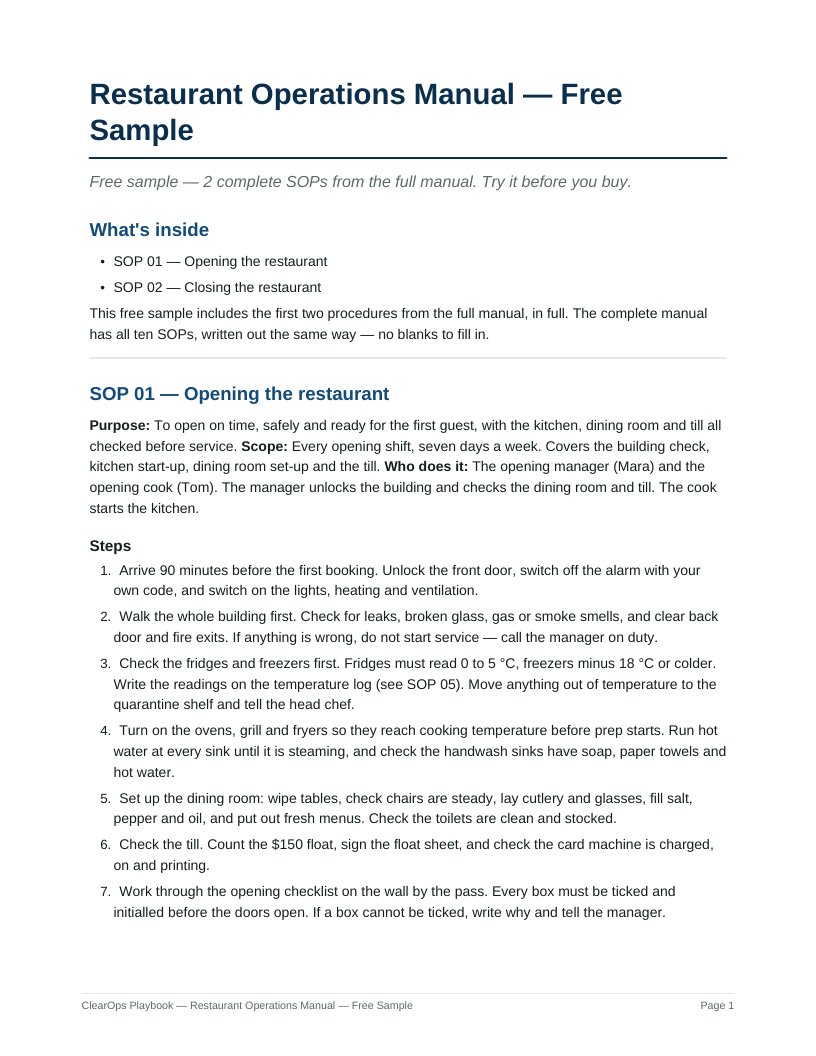 Restaurant Operations Manual — Free
Sample
Free sample — 2 complete SOPs from the full manual. Try it before you buy.
What's inside
• SOP 01 — Opening the restaurant
• SOP 02 — Closing the restaurant
This free sample includes the first two procedures from the full manual, in full. The complete manual
has all ten SOPs, written out the same way — no blanks to fill in.
SOP 01 — Opening the restaurant
Purpose: To open on time, safely and ready for the first guest, with the kitchen, dining room and till all
checked before service. Scope: Every opening shift, seven days a week. Covers the building check,
kitchen start-up, dining room set-up and the till. Who does it: The opening manager (Mara) and the
opening cook (Tom). The manager unlocks the building and checks the dining room and till. The cook
starts the kitchen.
Steps
1. Arrive 90 minutes before the first booking. Unlock the front door, switch off the alarm with your
own code, and switch on the lights, heating and ventilation.
2. Walk the whole building first. Check for leaks, broken glass, gas or smoke smells, and clear back
door and fire exits. If anything is wrong, do not start service — call the manager on duty.
3. Check the fridges and freezers first. Fridges must read 0 to 5 °C, freezers minus 18 °C or colder.
Write the readings on the temperature log (see SOP 05). Move anything out of temperature to the
quarantine shelf and tell the head chef.
4. Turn on the ovens, grill and fryers so they reach cooking temperature before prep starts. Run hot
water at every sink until it is steaming, and check the handwash sinks have soap, paper towels and
hot water.
5. Set up the dining room: wipe tables, check chairs are steady, lay cutlery and glasses, fill salt,
pepper and oil, and put out fresh menus. Check the toilets are clean and stocked.
6. Check the till. Count the $150 float, sign the float sheet, and check the card machine is charged,
on and printing.
7. Work through the opening checklist on the wall by the pass. Every box must be ticked and
initialled before the doors open. If a box cannot be ticked, write why and tell the manager.
ClearOps Playbook — Restaurant Operations Manual — Free Sample
Page 1